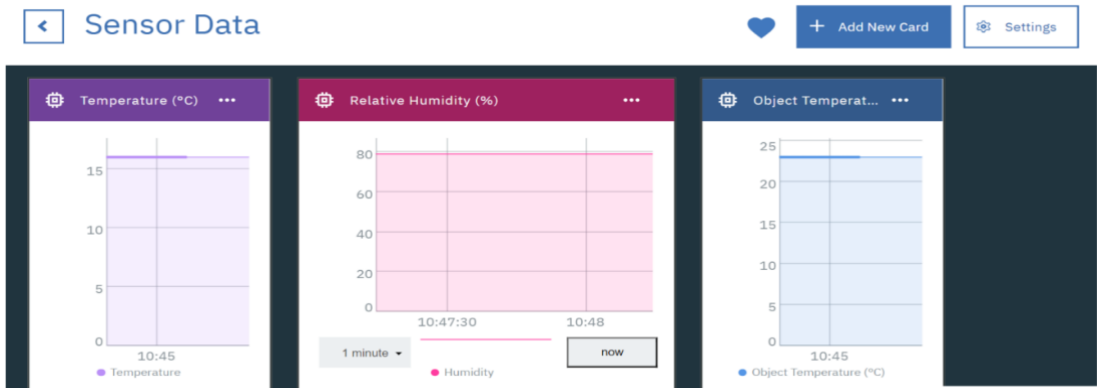 Sensor Data
+ Add New Card
Settings
Temperature (°C) •••
15
10
5
0
10:45
Temperature
Relative Humidity (%) •••
80
60
40
20
0
10:47:30 10:48
1 minute
now
Humidity
Object Temperat... •••
25
20
15
10
5
0
10:45
Object Temperature (°C)